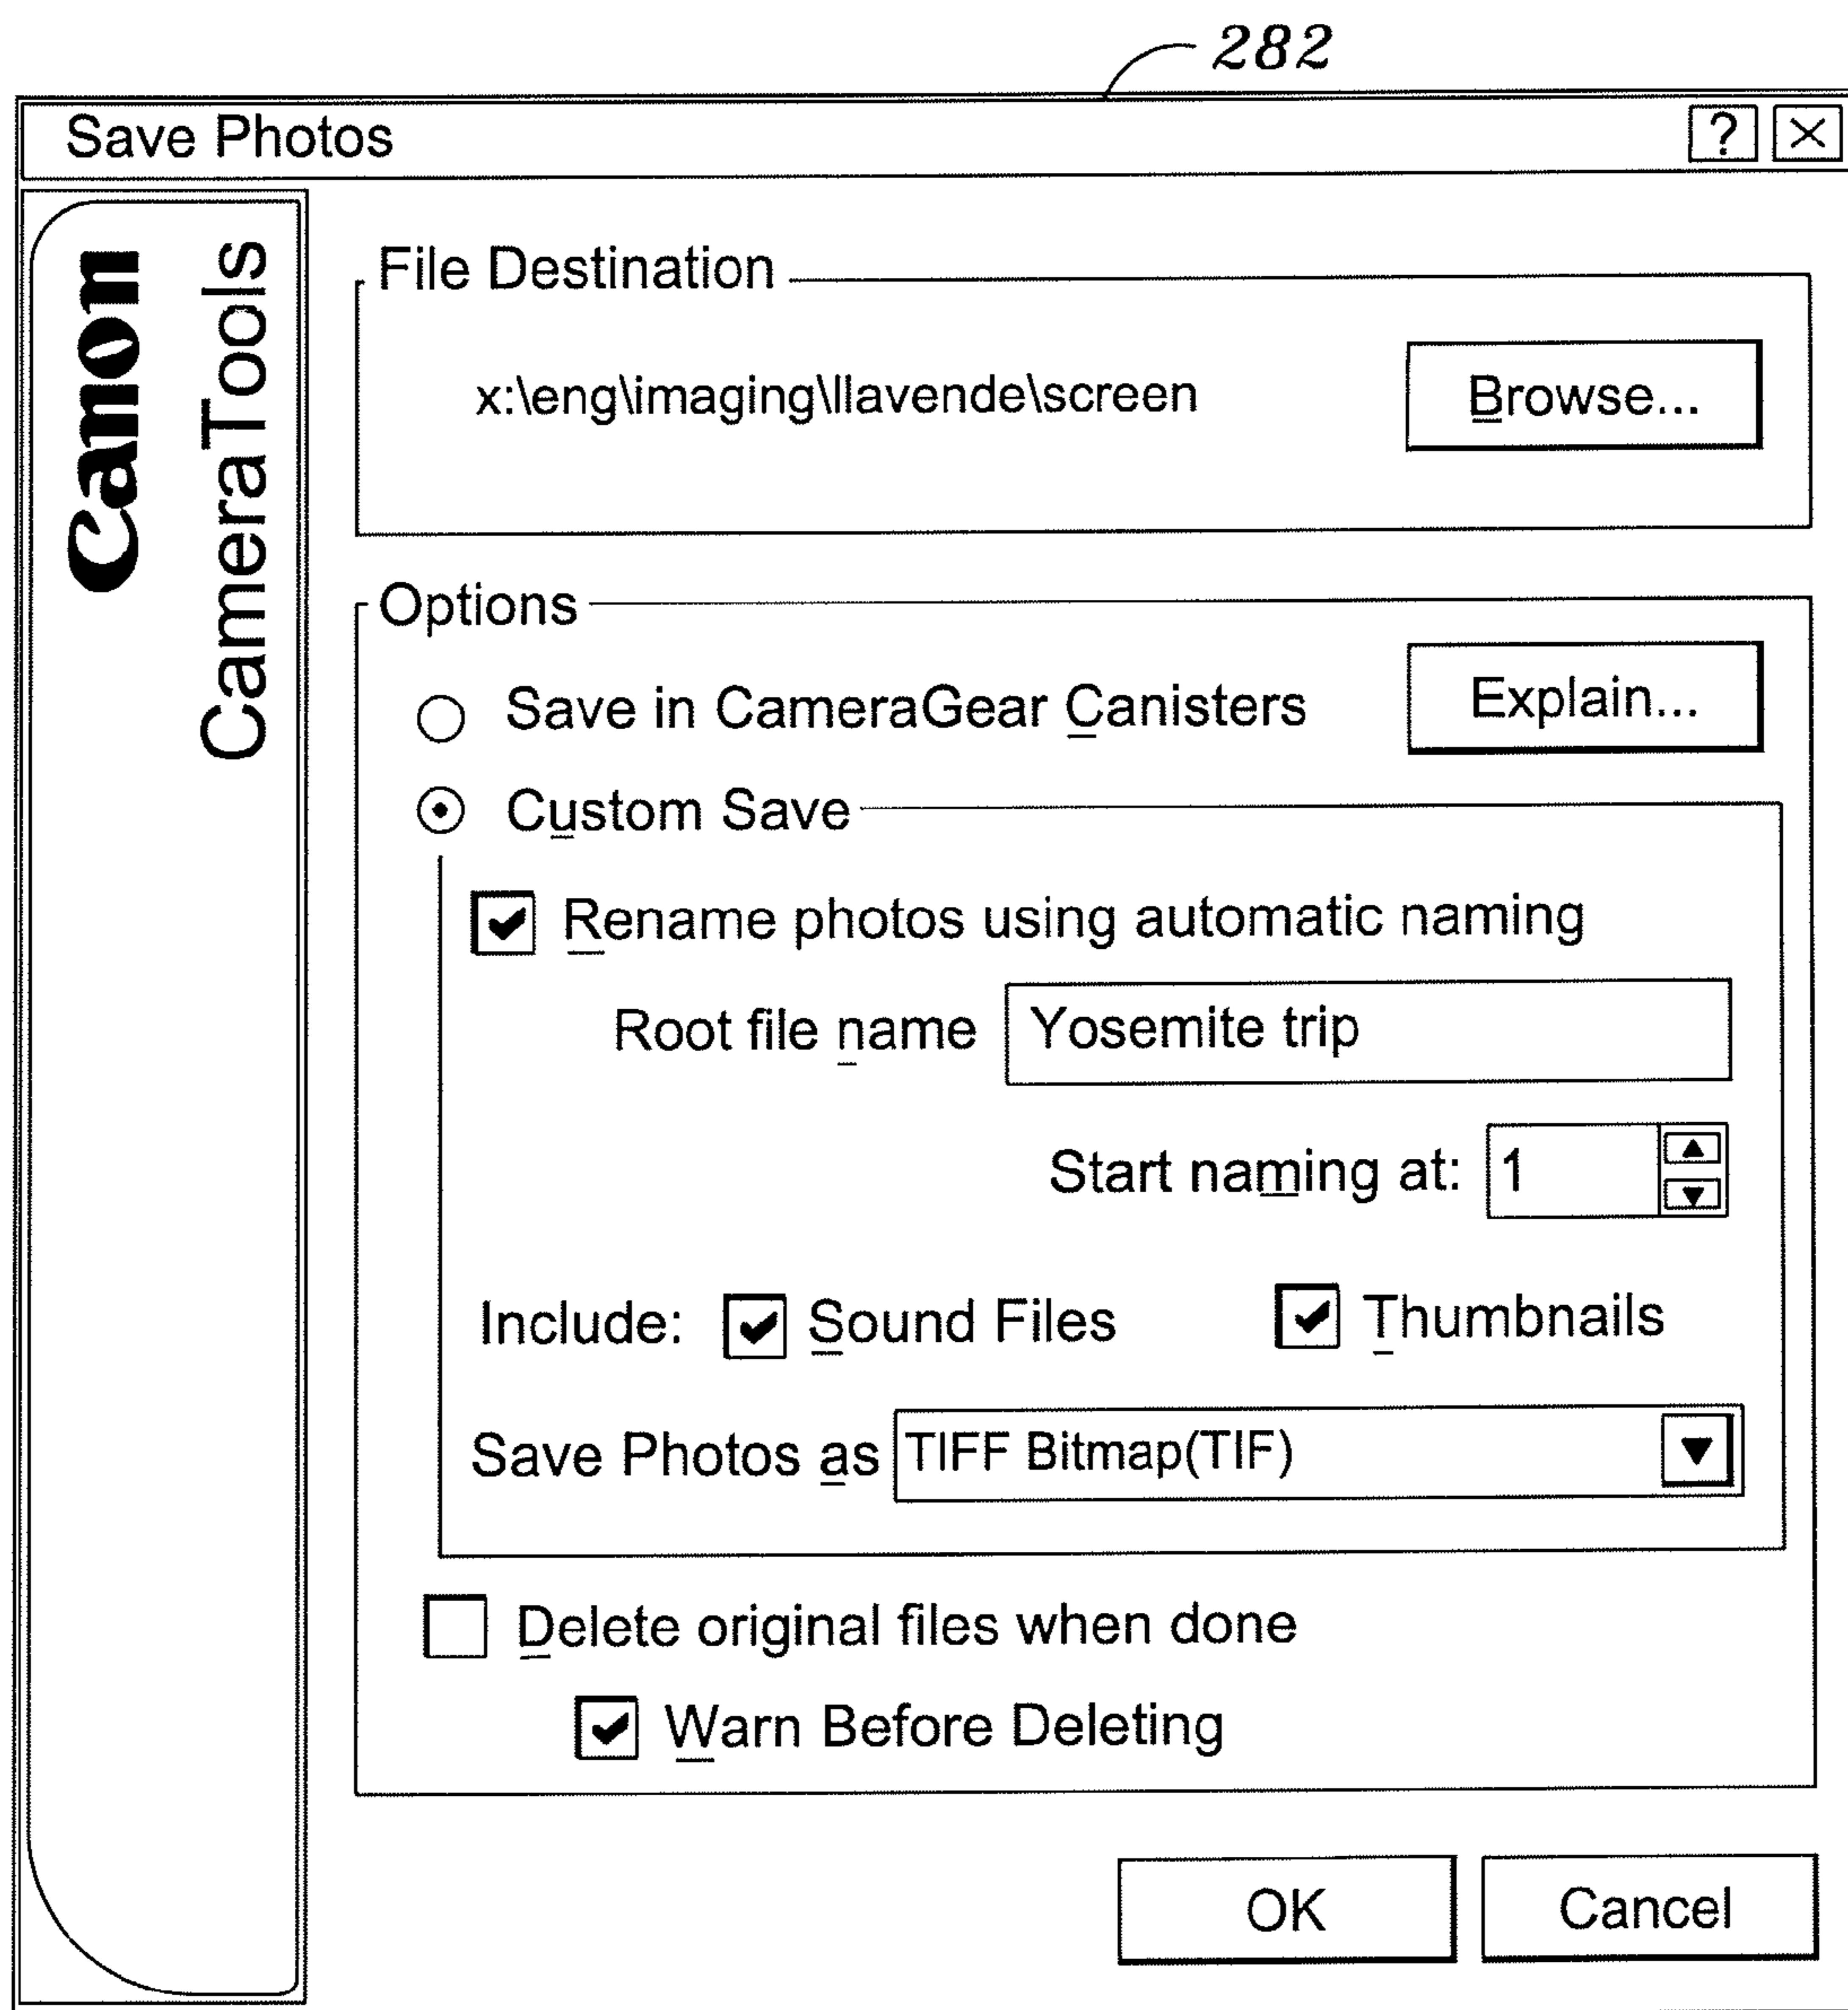 282
Save Photos ? X
Canon
CameraTools
File Destination
x:\eng\imaging\llavende\screen
Browse...
Options
Save in CameraGear Canisters
Explain...
Custom Save
Rename photos using automatic naming
Root file name Yosemite trip
Start naming at: 1
Include: Sound Files Thumbnails
Save Photos as TIFF Bitmap(TIF)
Delete original files when done
Warn Before Deleting
OK Cancel